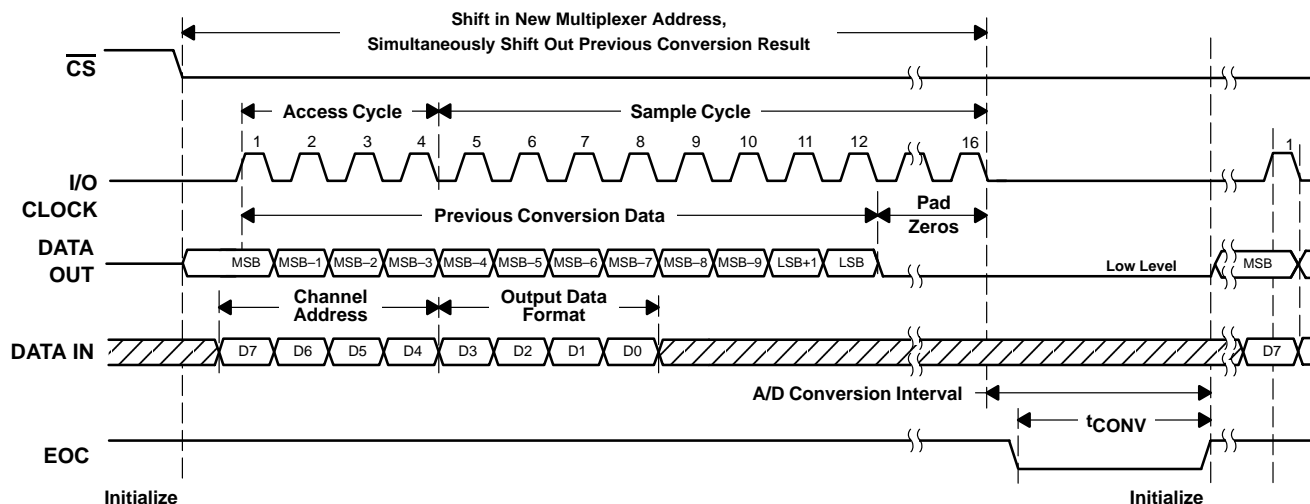 Shift in New Multiplexer Address,
Simultaneously Shift Out Previous Conversion Result
CS
Access Cycle
Sample Cycle
1 2 3 4 5 6 7 8 9 10 11 12 16 1
I/O
CLOCK
Previous Conversion Data
Pad
Zeros
DATA
OUT
MSB MSB–1 MSB–2 MSB–3 MSB–4 MSB–5 MSB–6 MSB–7 MSB–8 MSB–9 LSB+1 LSB
Low Level
MSB
Channel
Address
Output Data
Format
DATA IN
D7 D6 D5 D4 D3 D2 D1 D0 D7
A/D Conversion Interval
tCONV
EOC
Initialize
Initialize